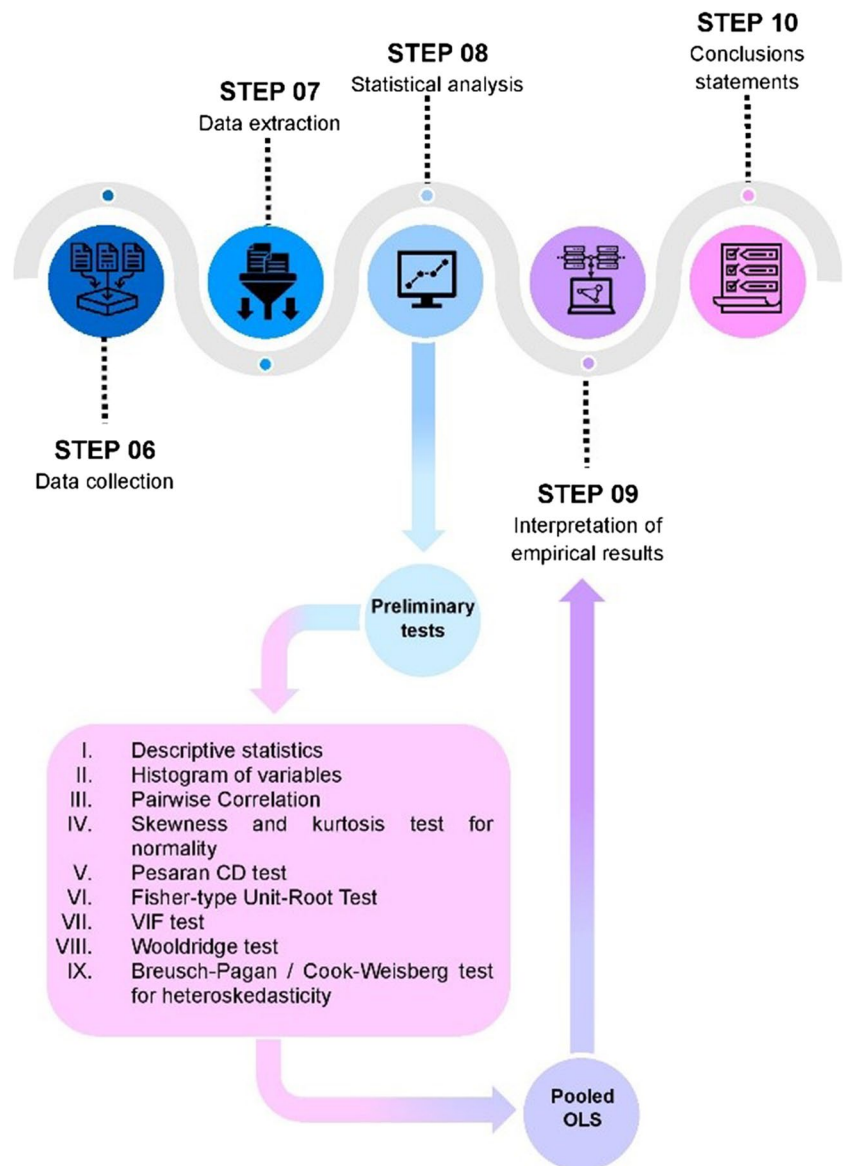 STEP 06
Data collection
STEP 07
Data extraction
STEP 08
Statistical analysis
STEP 09
Interpretation of
empirical results
STEP 10
Conclusions
statements
Preliminary
tests
I. Descriptive statistics
II. Histogram of variables
III. Pairwise Correlation
IV. Skewness and kurtosis test for
normality
V. Pesaran CD test
VI. Fisher-type Unit-Root Test
VII. VIF test
VIII. Wooldridge test
IX. Breusch-Pagan / Cook-Weisberg test
for heteroskedasticity
Pooled
OLS